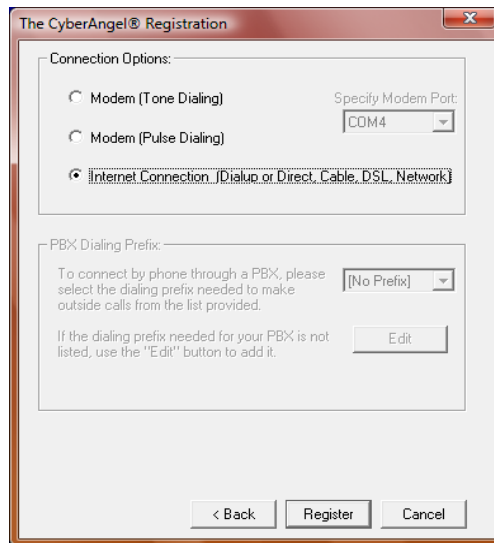 The CyberAngel® Registration
Connection Options:
Modem (Tone Dialing)
Specify Modem Port:
COM4
Modem (Pulse Dialing)
Internet Connection (Dialup or Direct, Cable, DSL, Network)
PBX Dialing Prefix:
To connect by phone through a PBX, please
select the dialing prefix needed to make
outside calls from the list provided.
[No Prefix]
If the dialing prefix needed for your PBX is not
listed, use the "Edit" button to add it.
Edit
< Back
Register
Cancel